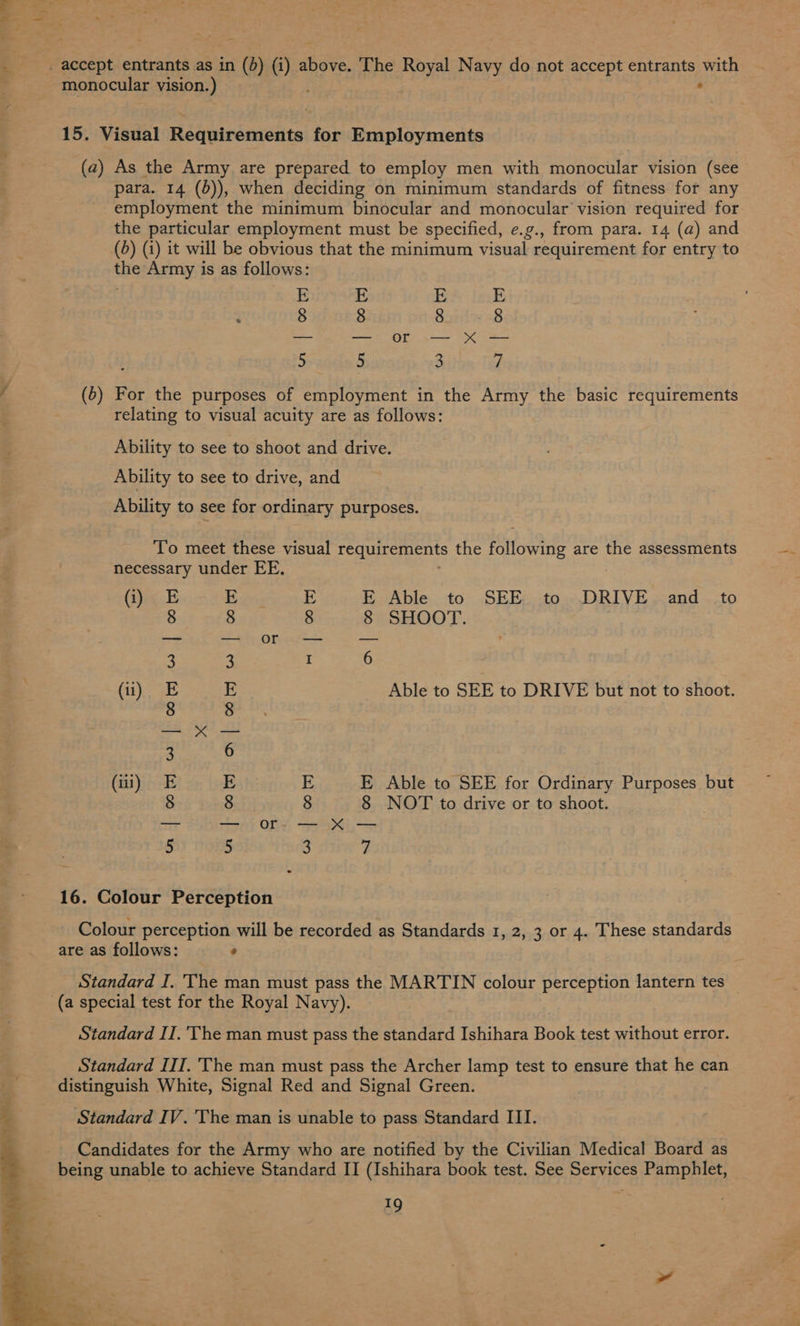 accept entrants as in (b) (i) above. The Royal Navy do not accept entrants with
monocular vision.)
15. Visual Requirements for Employments
(a) As the Army are prepared to employ men with monocular vision (see
para. 14 (b)), when deciding on minimum standards of fitness for any
employment the minimum binocular and monocular vision required for
the particular employment must be specified, e.g., from para. 14 (a) and
(b) (i) it will be obvious that the minimum visual requirement for entry to
the Army is as follows:
E E E E
8 8 8 8
— — or — × —
5 5 3 7
(b) For the purposes of employment in the Army the basic requirements
relating to visual acuity are as follows:
Ability to see to shoot and drive.
Ability to see to drive, and
Ability to see for ordinary purposes.
To meet these visual requirements the following are the assessments
necessary under EE.
(i) E E E E Able to SEE to DRIVE and to
8 8 8 8 SHOOT.
— — or — —
3 3 1 6
(ii) E E Able to SEE to DRIVE but not to shoot.
8 8
— × —
3 6
(iii) E E E E Able to SEE for Ordinary Purposes but
8 8 8 8 NOT to drive or to shoot.
— — or — × —
5 5 3 7
16. Colour Perception
Colour perception will be recorded as Standards 1, 2, 3 or 4. These standards
are as follows:
Standard I. The man must pass the MARTIN colour perception lantern tes
(a special test for the Royal Navy).
Standard II. The man must pass the standard Ishihara Book test without error.
Standard III. The man must pass the Archer lamp test to ensure that he can
distinguish White, Signal Red and Signal Green.
Standard IV. The man is unable to pass Standard III.
Candidates for the Army who are notified by the Civilian Medical Board as
being unable to achieve Standard II (Ishihara book test. See Services Pamphlet,
19